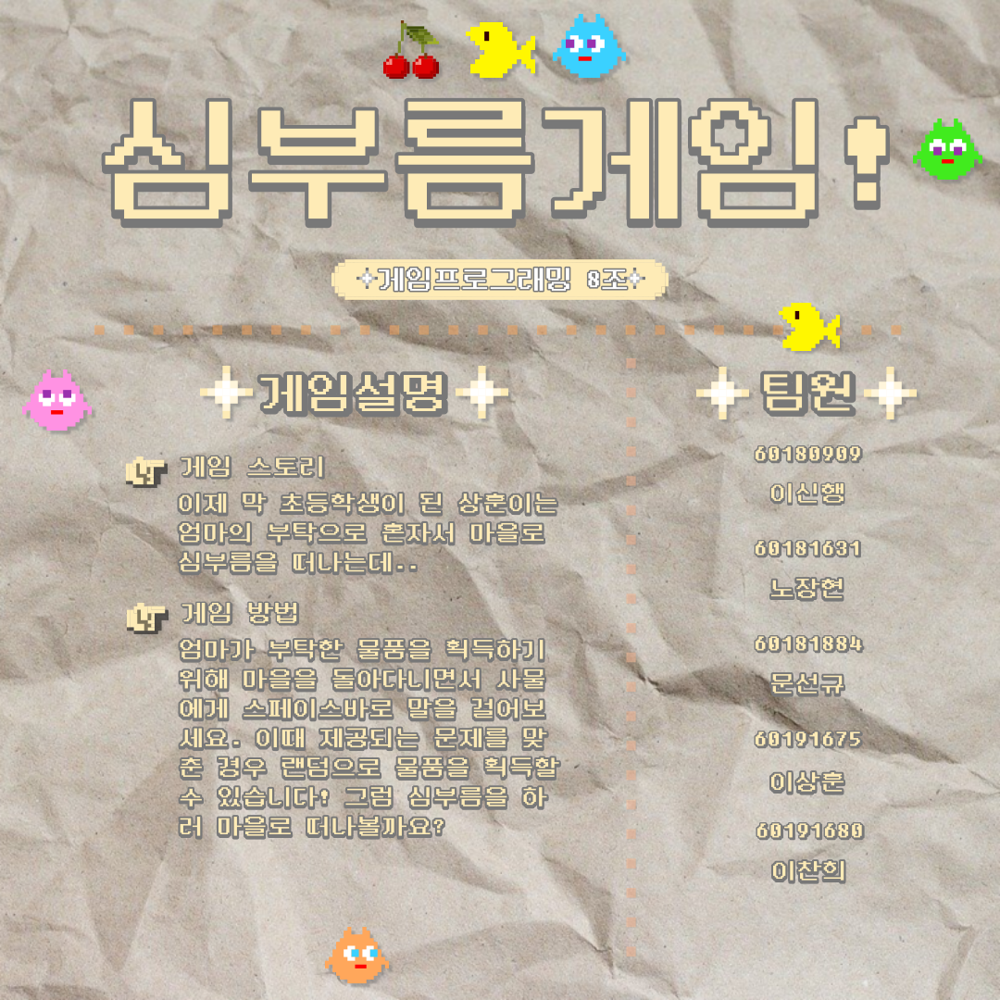 심부름게임!
게임프로그래밍 8조
게임설명
게임 스토리
이제 막 초등학생이 된 상훈이는
엄마의 부탁으로 혼자서 마을로
심부름을 떠나는데..
게임 방법
엄마가 부탁한 물품을 획득하기
위해 마을을 돌아다니면서 사물
에게 스페이스바로 말을 걸어보
세요. 이때 제공되는 문제를 맞
춘 경우 랜덤으로 물품을 획득할
수 있습니다! 그럼 심부름을 하
러 마을로 떠나볼까요?
팀원
60180909
이신행
60181631
노장현
60181884
문선규
60191675
이상훈
60191680
이찬희